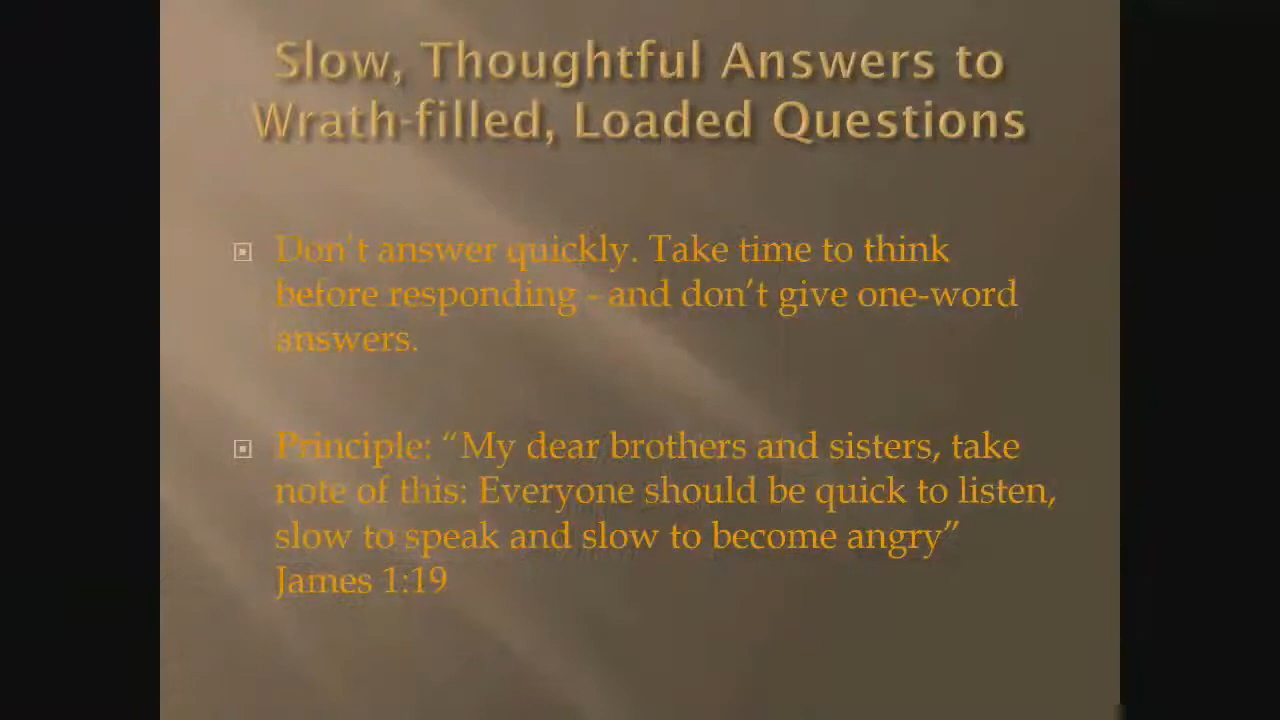 Slow, Thoughtful Answers to
Wrath-filled, Loaded Questions
Don’t answer quickly. Take time to think
before responding - and don’t give one-word
answers.
Principle: “My dear brothers and sisters, take
note of this: Everyone should be quick to listen,
slow to speak and slow to become angry”
James 1:19